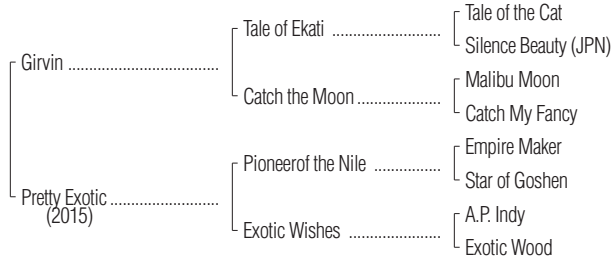 Tale of the Cat
Tale of Ekati ....................
Silence Beauty (JPN)
Girvin .....................................
Malibu Moon
Catch the Moon ....................
Catch My Fancy
Empire Maker
Pioneerof the Nile ................
Star of Goshen
Pretty Exotic ...........................
(2015)
A.P. Indy
Exotic Wishes ......................
Exotic Wood